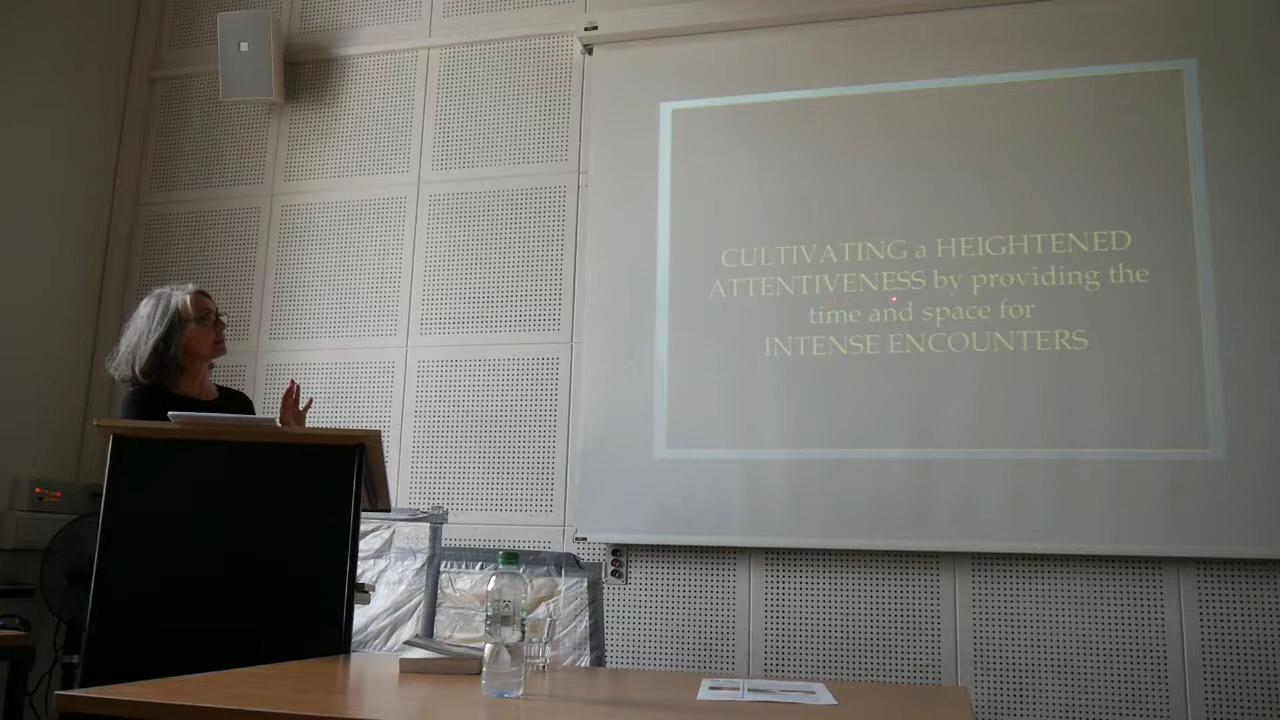 CULTIVATING a HEIGHTENED
ATTENTIVENESS by providing the
time and space for
INTENSE ENCOUNTERS